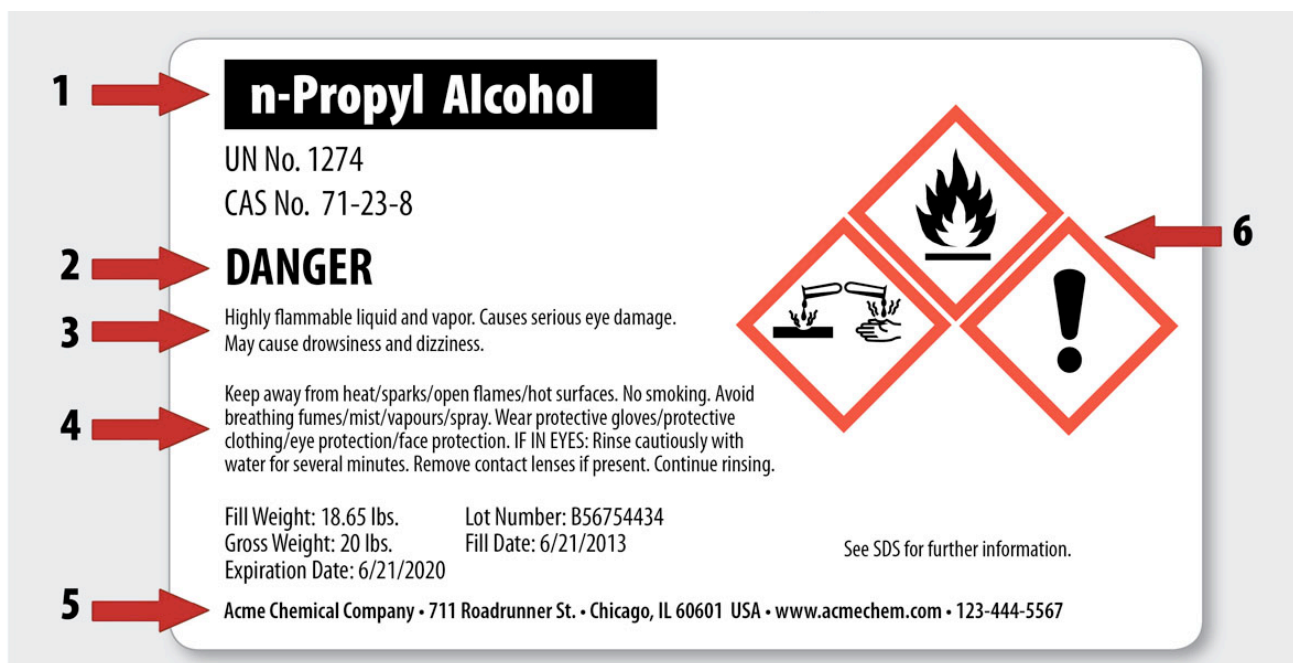 1
n-Propyl Alcohol
UN No. 1274
CAS No. 71-23-8
2
DANGER
3
Highly flammable liquid and vapor. Causes serious eye damage.
May cause drowsiness and dizziness.
4
Keep away from heat/sparks/open flames/hot surfaces. No smoking. Avoid
breathing fumes/mist/vapours/spray. Wear protective gloves/protective
clothing/eye protection/face protection. IF IN EYES: Rinse cautiously with
water for several minutes. Remove contact lenses if present. Continue rinsing.
Fill Weight: 18.65 lbs. Lot Number: B56754434
Gross Weight: 20 lbs. Fill Date: 6/21/2013
Expiration Date: 6/21/2020
See SDS for further information.
5
Acme Chemical Company • 711 Roadrunner St. • Chicago, IL 60601 USA • www.acmechem.com • 123-444-5567
6